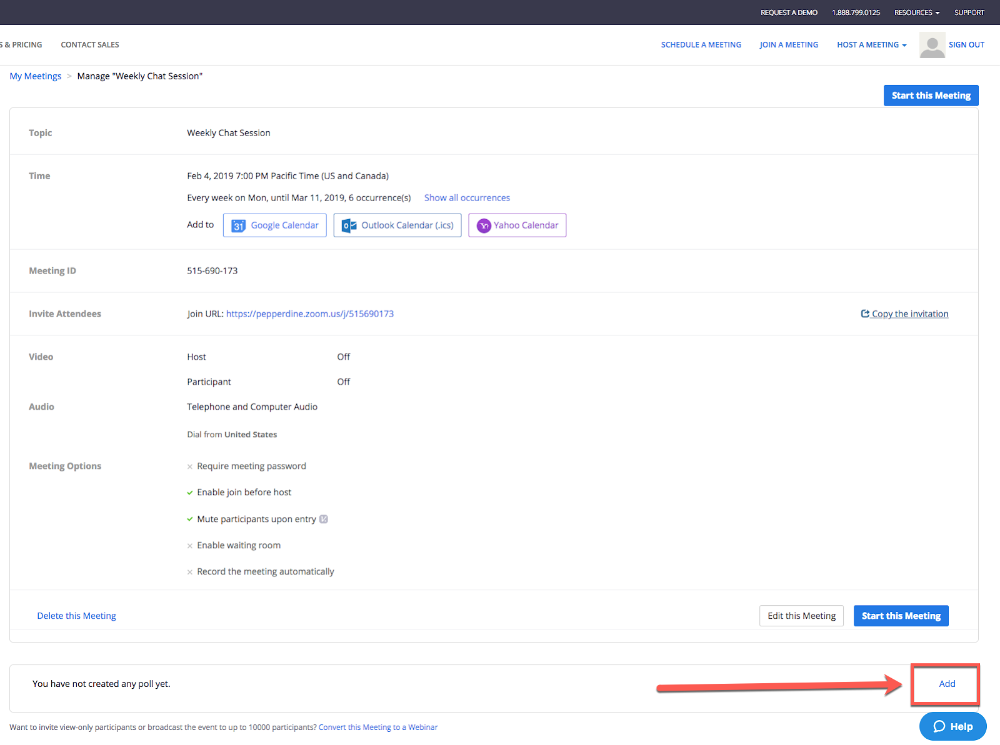 REQUEST A DEMO 1.888.799.0125 RESOURCES SUPPORT
S & PRICING CONTACT SALES SCHEDULE A MEETING JOIN A MEETING HOST A MEETING SIGN OUT
My Meetings > Manage "Weekly Chat Session"
Start this Meeting
Topic Weekly Chat Session
Time Feb 4, 2019 7:00 PM Pacific Time (US and Canada)
Every week on Mon, until Mar 11, 2019, 6 occurrence(s) Show all occurrences
Add to 31 Google Calendar Outlook Calendar (.ics) Yahoo Calendar
Meeting ID 515-690-173
Invite Attendees Join URL: https://pepperdine.zoom.us/j/515690173 Copy the invitation
Video Host Off
Participant Off
Audio Telephone and Computer Audio
Dial from United States
Meeting Options × Require meeting password
✓ Enable join before host
✓ Mute participants upon entry
× Enable waiting room
× Record the meeting automatically
Delete this Meeting Edit this Meeting Start this Meeting
You have not created any poll yet. Add
Want to invite view-only participants or broadcast the event to up to 10000 participants? Convert this Meeting to a Webinar
Help